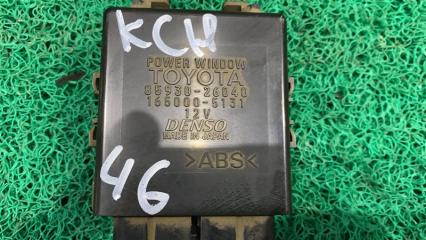 KCH
POWER WINDOW
TOYOTA
85930-26040
166000-5131
12V
DENSO
MADE IN JAPAN
>ABS<
46